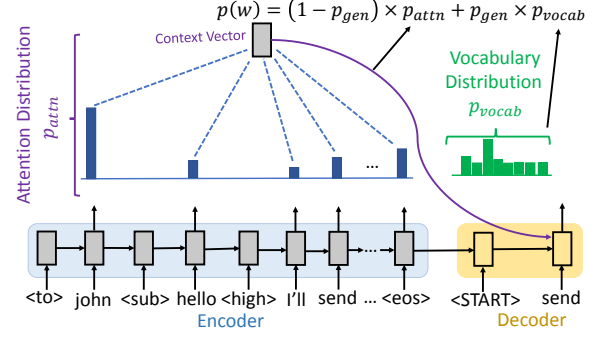 p(w) = (1 − p_gen) × p_attn + p_gen × p_vocab
Context Vector
Attention Distribution
p_attn
Vocabulary
Distribution
p_vocab
...
...
<to> john <sub> hello <high> I'll send ... <eos> <START> send
Encoder Decoder